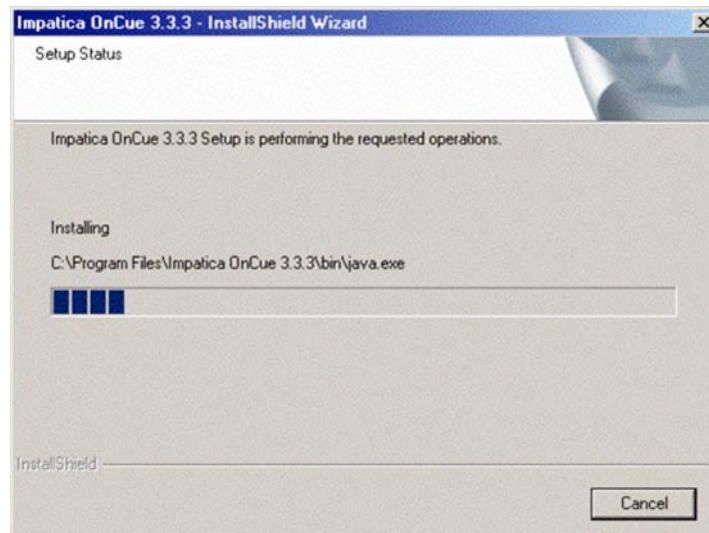 Impatica OnCue 3.3.3 - InstallShield Wizard
Setup Status
Impatica OnCue 3.3.3 Setup is performing the requested operations.
Installing
C:\Program Files\Impatica OnCue 3.3.3\bin\java.exe
InstallShield
Cancel